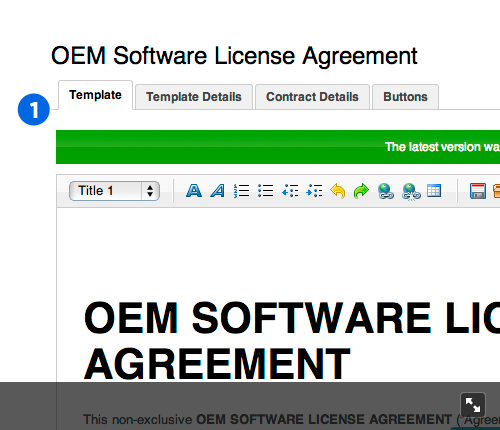 OEM Software License Agreement
1
Template
Template Details
Contract Details
Buttons
The latest version wa
Title 1
OEM SOFTWARE LIC
AGREEMENT
This non-exclusive OEM SOFTWARE LICENSE AGREEMENT ("Agree